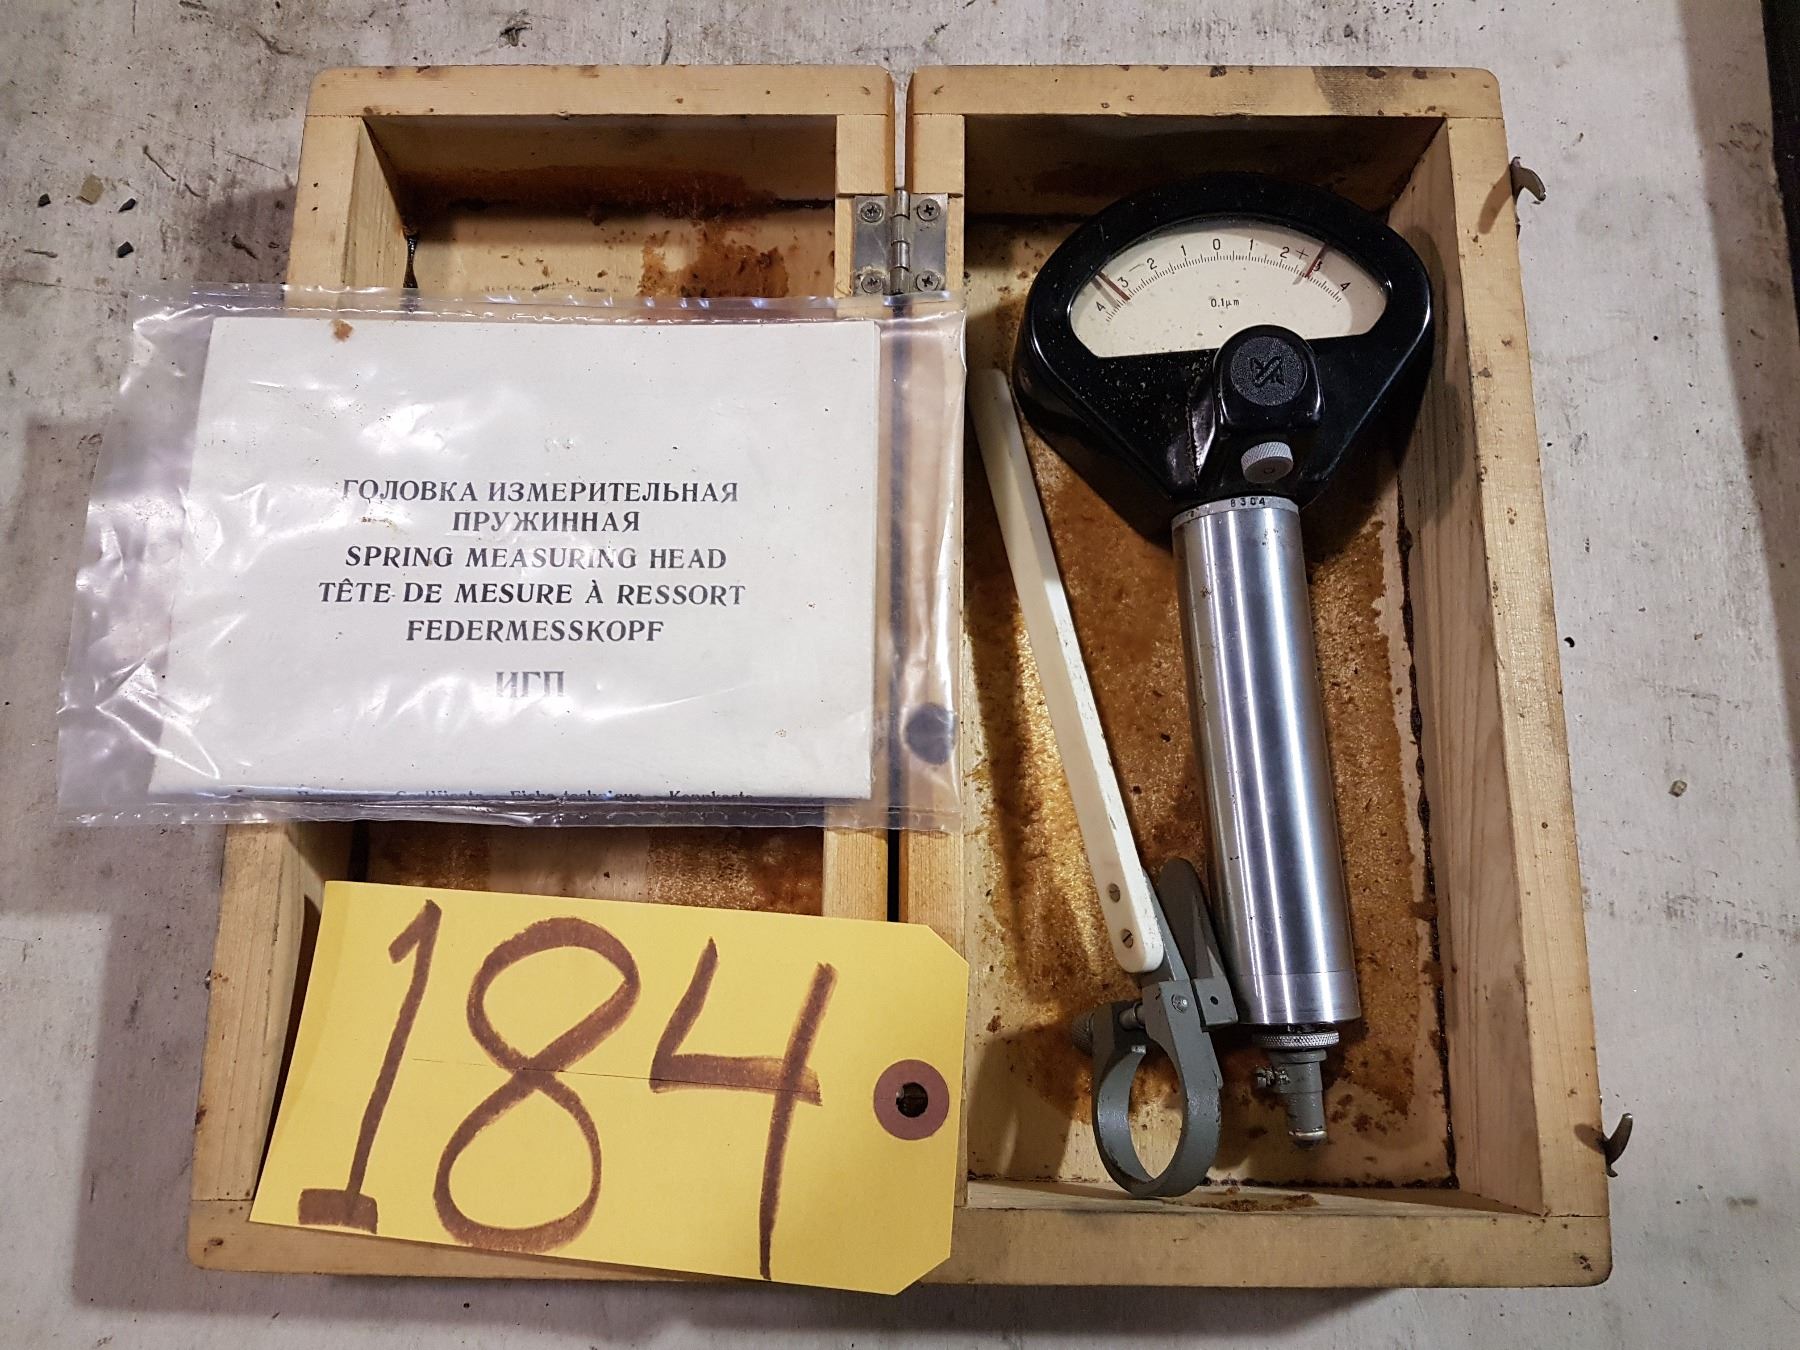 ГОЛОВКА ИЗМЕРИТЕЛЬНАЯ
ПРУЖИННАЯ
SPRING MEASURING HEAD
TÊTE DE MESURE À RESSORT
FEDERMESSKOPF
ИГП
184
4 3 – 2 1 0 1 2 + 3 4
0.1µm
8304